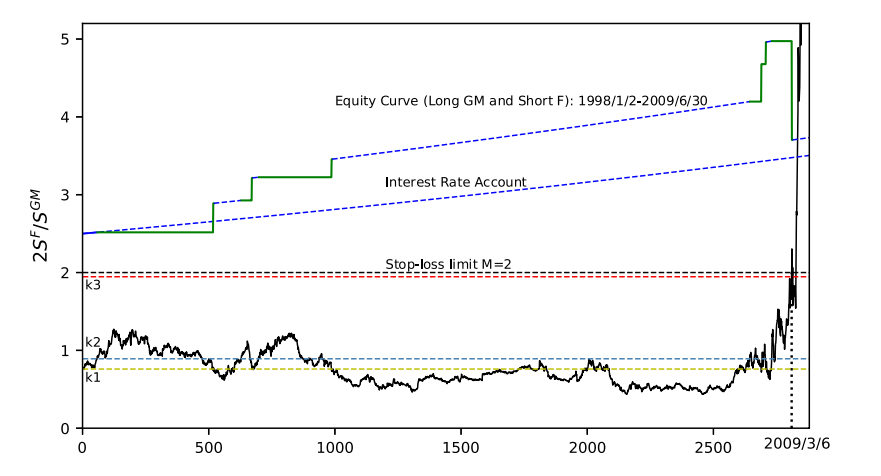 5
Equity Curve (Long GM and Short F): 1998/1/2-2009/6/30
4
Interest Rate Account
3
2S^F/S^GM
Stop-loss limit M=2
2
k3
k2
1
k1
0
0 500 1000 1500 2000 2500 2009/3/6